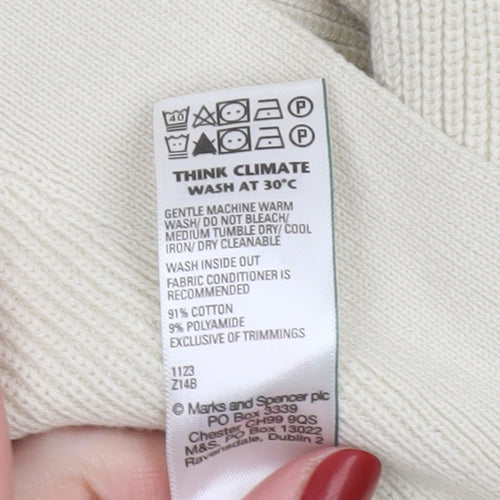 40 P
P
THINK CLIMATE
WASH AT 30°C
GENTLE MACHINE WARM
WASH/ DO NOT BLEACH/
MEDIUM TUMBLE DRY/ COOL
IRON/ DRY CLEANABLE
WASH INSIDE OUT
FABRIC CONDITIONER IS
RECOMMENDED
91% COTTON
9% POLYAMIDE
EXCLUSIVE OF TRIMMINGS
1123
Z14B
© Marks and Spencer plc
PO Box 3339
Chester CH99 9QS
M&S. PO Box 13022
Ravensdale, Dublin 2